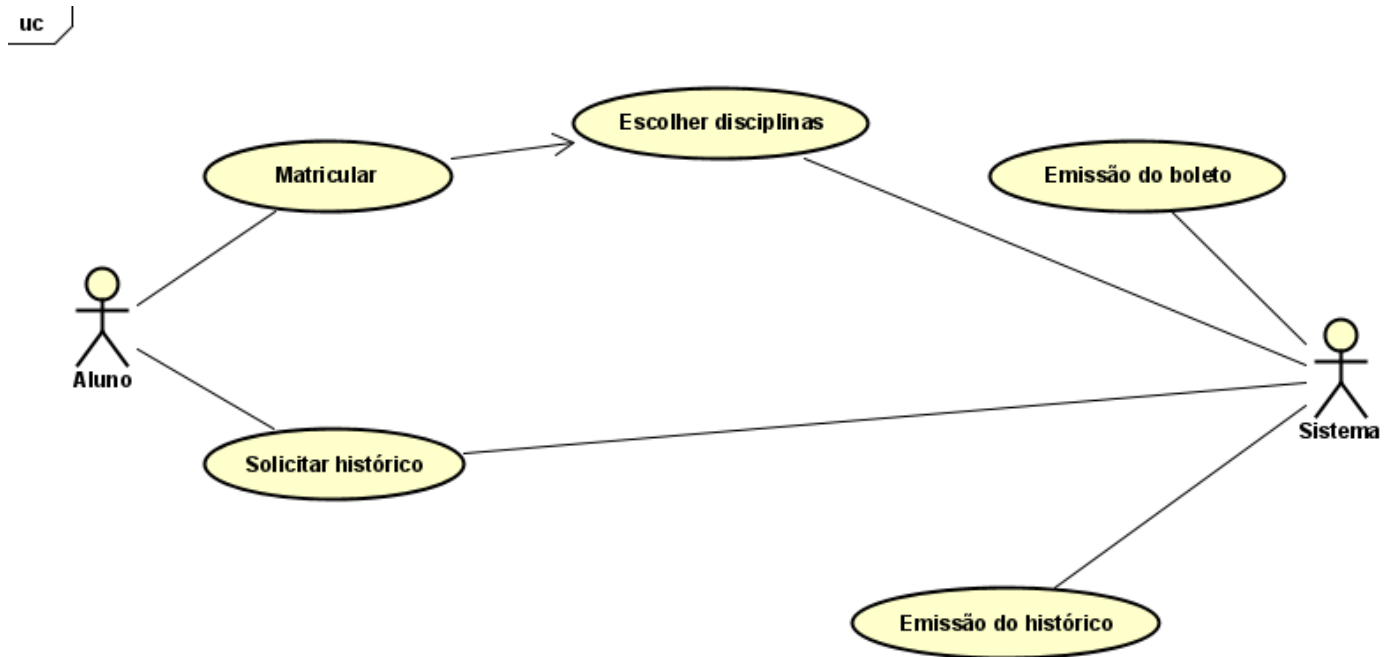 uc
Escolher disciplinas
Matricular
Emissão do boleto
Aluno
Sistema
Solicitar histórico
Emissão do histórico